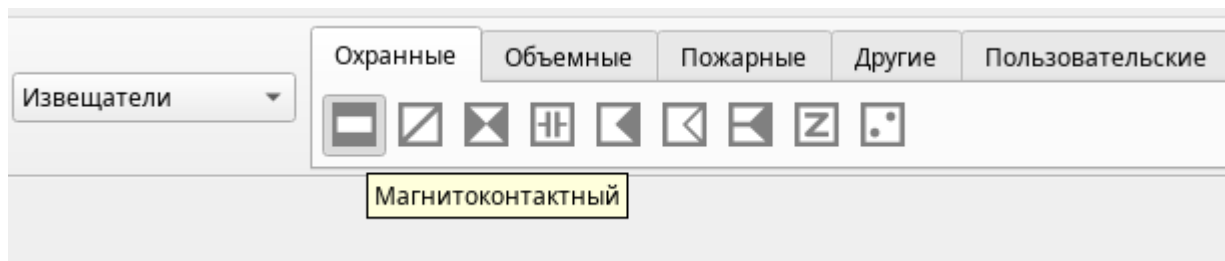 Извещатели
Охранные
Объемные
Пожарные
Другие
Пользовательские
Магнитоконтактный